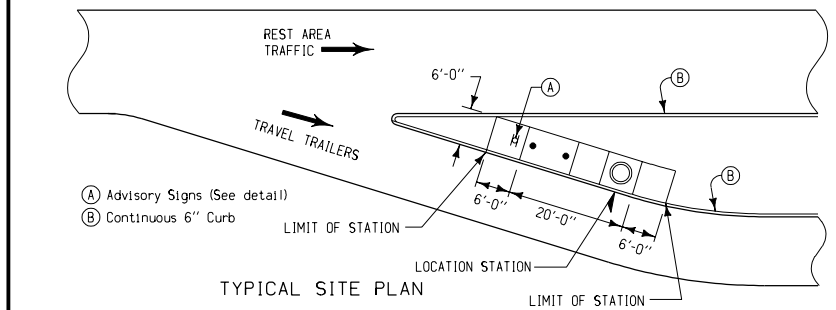 REST AREA
TRAFFIC
6'-0"
A
B
TRAVEL TRAILERS
A Advisory Signs (See detail)
B Continuous 6" Curb
B
6'-0"
20'-0"
6'-0"
LIMIT OF STATION
LOCATION STATION
TYPICAL SITE PLAN
LIMIT OF STATION